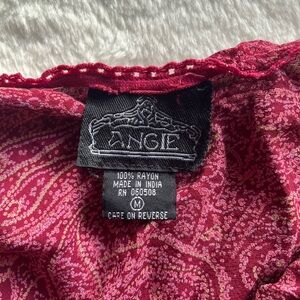 ANGIE
100% RAYON
MADE IN INDIA
RN 060508
M
CARE ON REVERSE